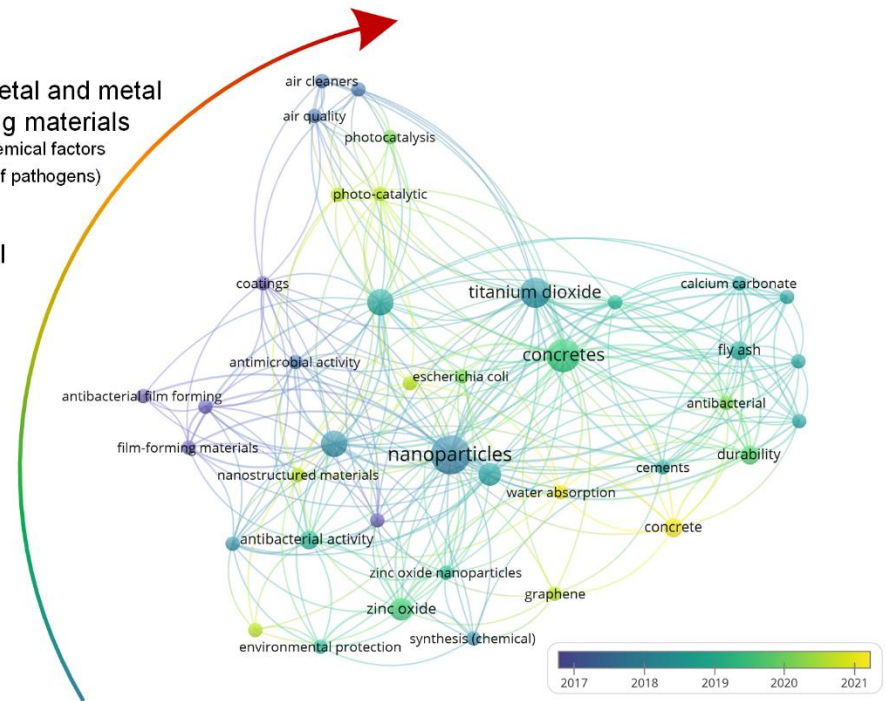 air cleaners
etal and metal
g materials
air quality
photocatalysis
emical factors
f pathogens)
photo-catalytic
l
coatings
titanium dioxide
calcium carbonate
concretes
fly ash
antimicrobial activity
escherichia coli
antibacterial film forming
antibacterial
film-forming materials
nanoparticles
durability
nanostructured materials
cements
water absorption
concrete
antibacterial activity
zinc oxide nanoparticles
graphene
zinc oxide
synthesis (chemical)
environmental protection
2017 2018 2019 2020 2021